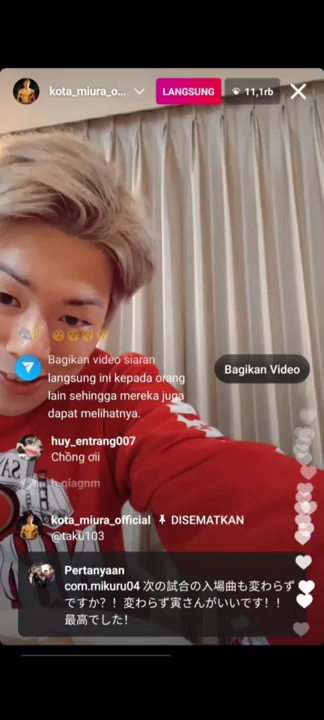 kota_miura_o...
LANGSUNG
11,1rb
Bagikan video siaran
langsung ini kepada orang
lain sehingga mereka juga
dapat melihatnya.
Bagikan Video
huy_entrang007
Chồng ơii
h.giagnm
kota_miura_official DISEMATKAN
@taku103
Pertanyaan
com.mikuru04 次の試合の入場曲も変わらず
ですか？！変わらず寅さんがいいです！！
最高でした！